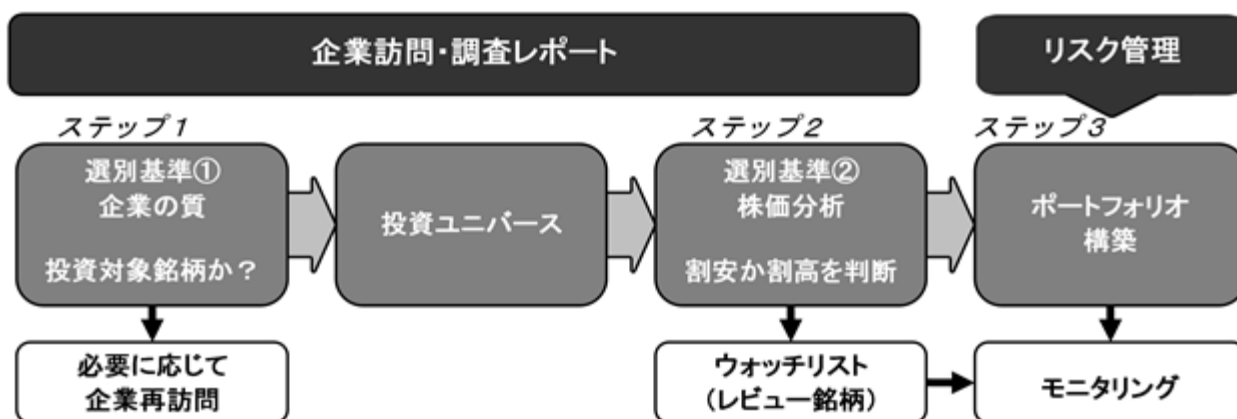 企業訪問・調査レポート
リスク管理
ステップ1
選別基準①
企業の質
投資対象銘柄か？
投資ユニバース
ステップ2
選別基準②
株価分析
割安か割高を判断
ステップ3
ポートフォリオ
構築
必要に応じて
企業再訪問
ウォッチリスト
(レビュー銘柄)
モニタリング